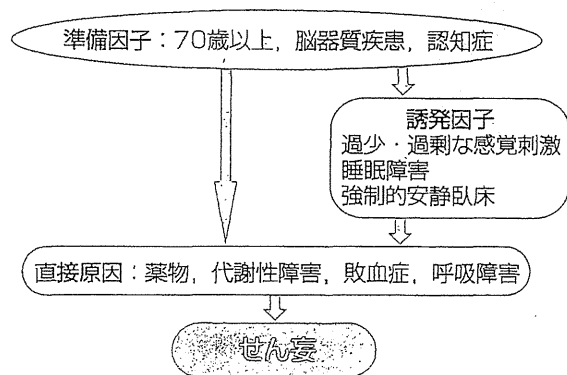 準備因子：70歳以上，脳器質疾患，認知症
誘発因子
過少・過剰な感覚刺激
睡眠障害
強制的安静臥床
直接原因：薬物，代謝性障害，敗血症，呼吸障害
せん妄